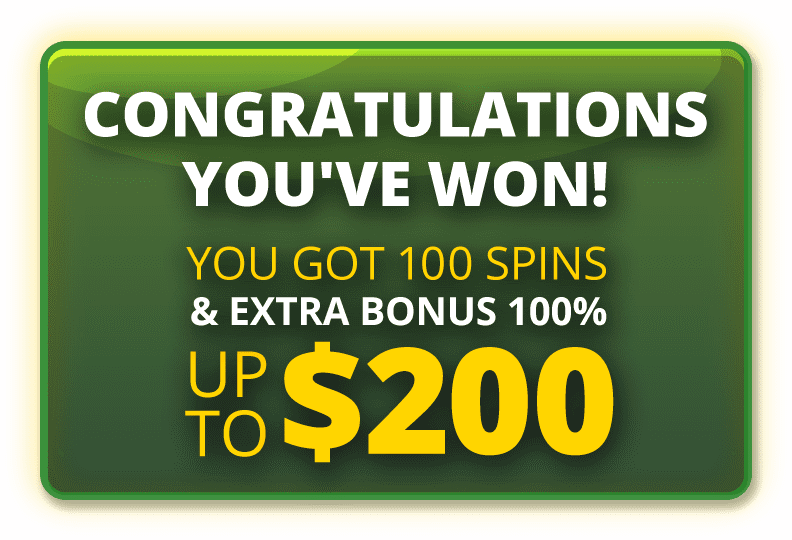 CONGRATULATIONS
YOU'VE WON!
YOU GOT 100 SPINS
& EXTRA BONUS 100%
UP TO $200